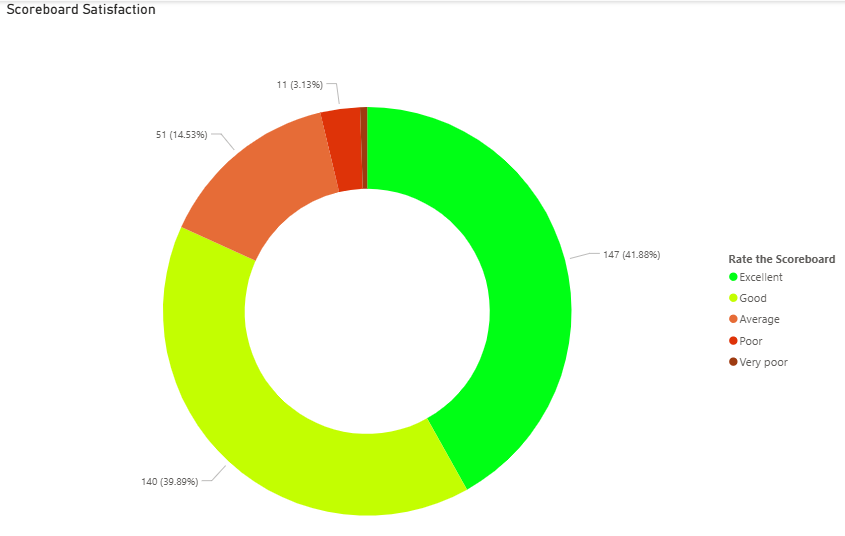 Scoreboard Satisfaction
11 (3.13%)
51 (14.53%)
147 (41.88%)
140 (39.89%)
Rate the Scoreboard
Excellent
Good
Average
Poor
Very poor